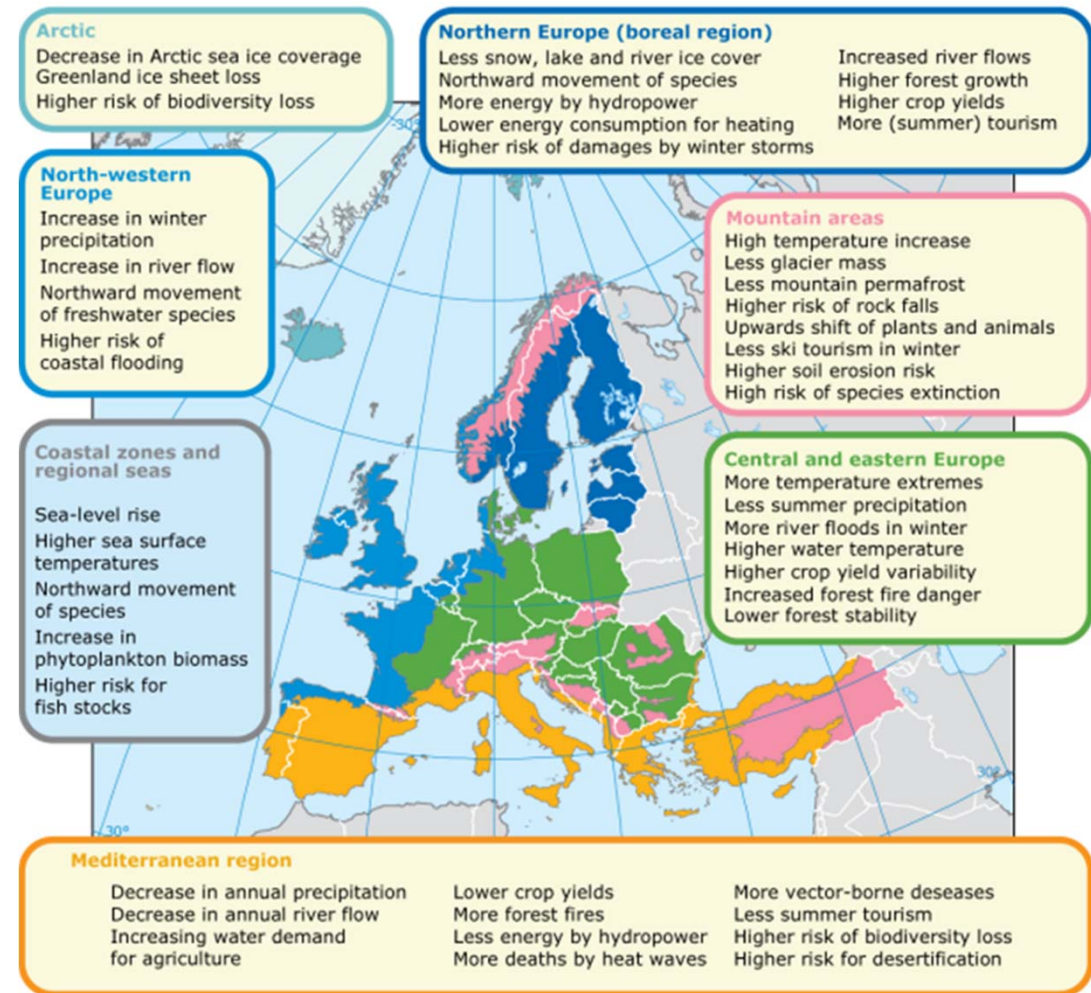 Arctic
Decrease in Arctic sea ice coverage
Greenland ice sheet loss
Higher risk of biodiversity loss
Northern Europe (boreal region)
Less snow, lake and river ice cover
Northward movement of species
More energy by hydropower
Lower energy consumption for heating
Higher risk of damages by winter storms
Increased river flows
Higher forest growth
Higher crop yields
More (summer) tourism
-30°
North-western
Europe
Increase in winter
precipitation
Increase in river flow
Northward movement
of freshwater species
Higher risk of
coastal flooding
Mountain areas
High temperature increase
Less glacier mass
Less mountain permafrost
Higher risk of rock falls
Upwards shift of plants and animals
Less ski tourism in winter
Higher soil erosion risk
High risk of species extinction
Coastal zones and
regional seas
Sea-level rise
Higher sea surface
temperatures
Northward movement
of species
Increase in
phytoplankton biomass
Higher risk for
fish stocks
Central and eastern Europe
More temperature extremes
Less summer precipitation
More river floods in winter
Higher water temperature
Higher crop yield variability
Increased forest fire danger
Lower forest stability
30°
30°
Mediterranean region
Decrease in annual precipitation
Decrease in annual river flow
Increasing water demand
for agriculture
Lower crop yields
More forest fires
Less energy by hydropower
More deaths by heat waves
More vector-borne deseases
Less summer tourism
Higher risk of biodiversity loss
Higher risk for desertification